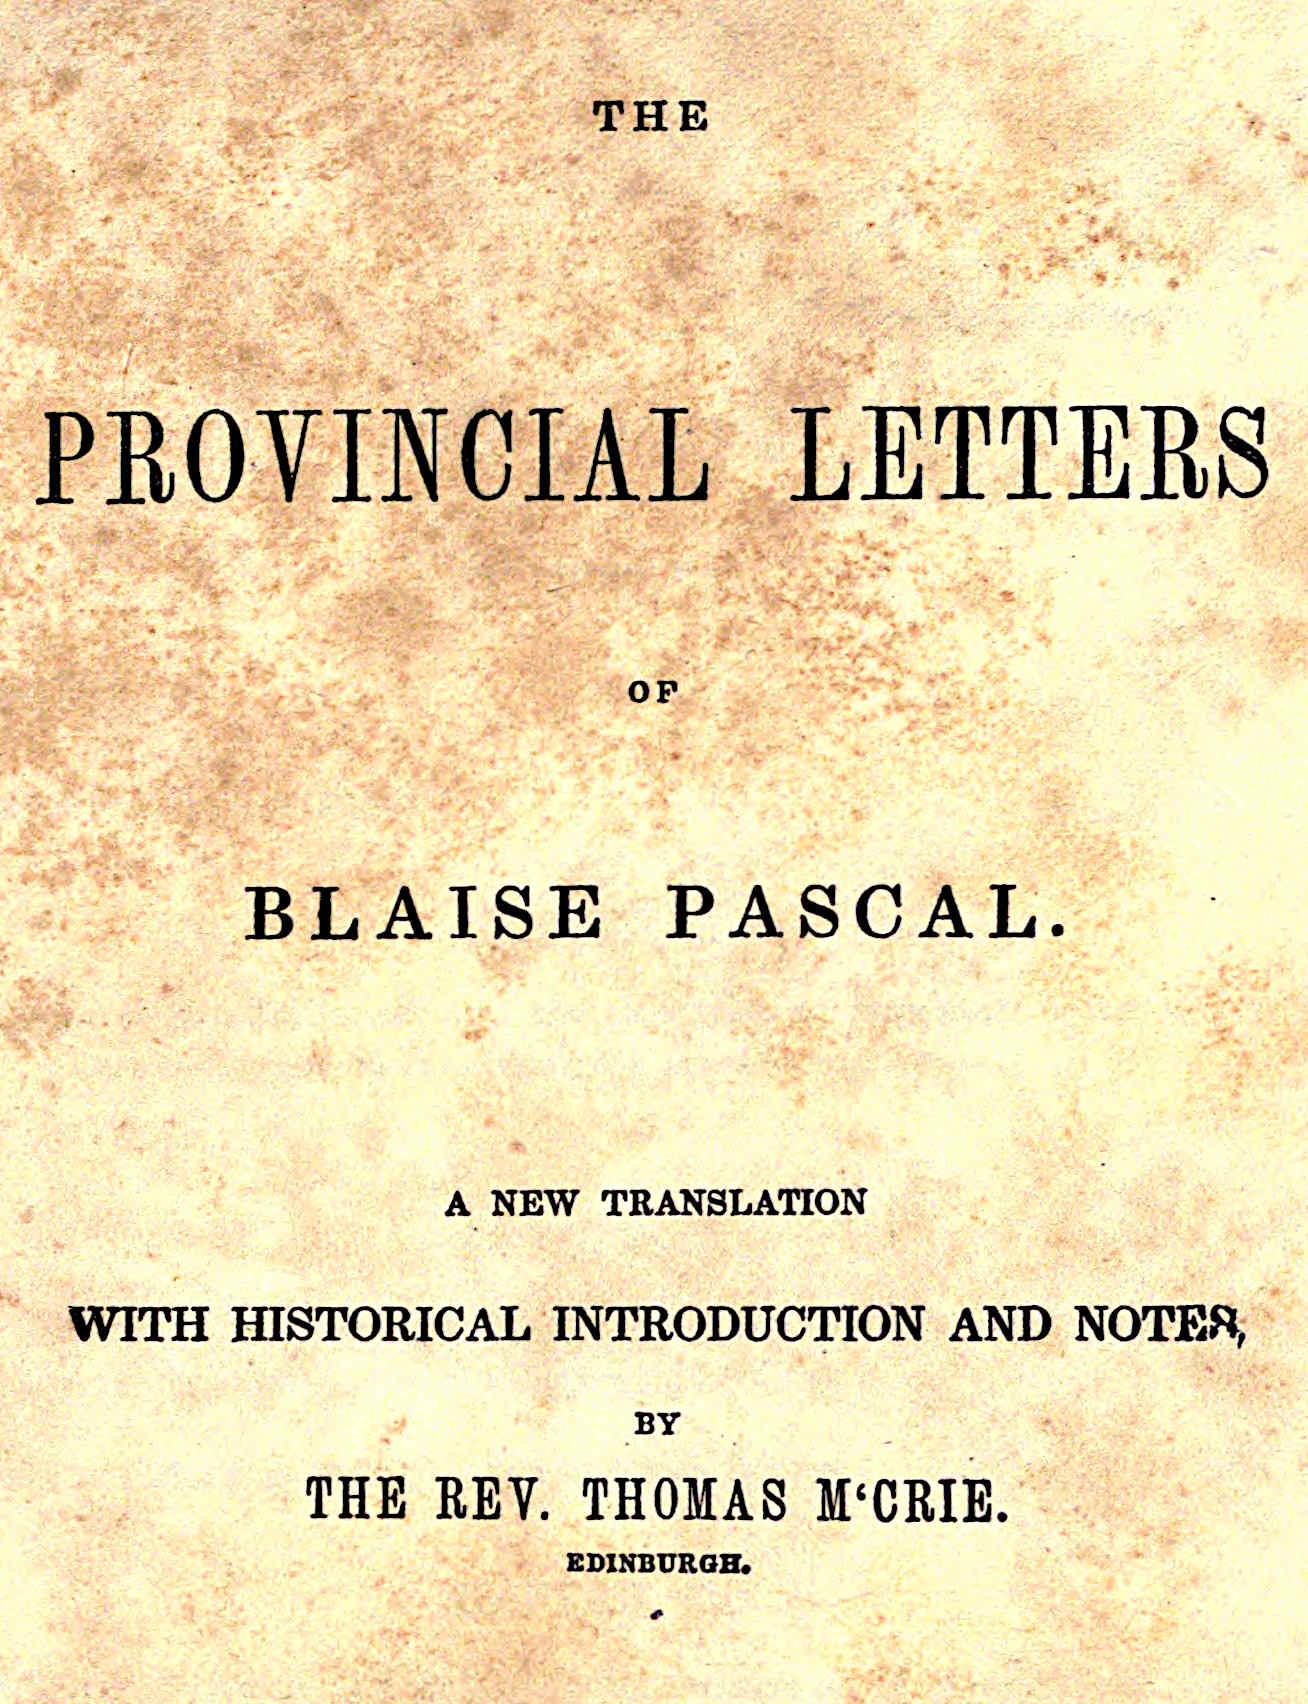 THE
PROVINCIAL LETTERS
OF
BLAISE PASCAL.
A NEW TRANSLATION
WITH HISTORICAL INTRODUCTION AND NOTES,
BY
THE REV. THOMAS M‘CRIE.
EDINBURGH.